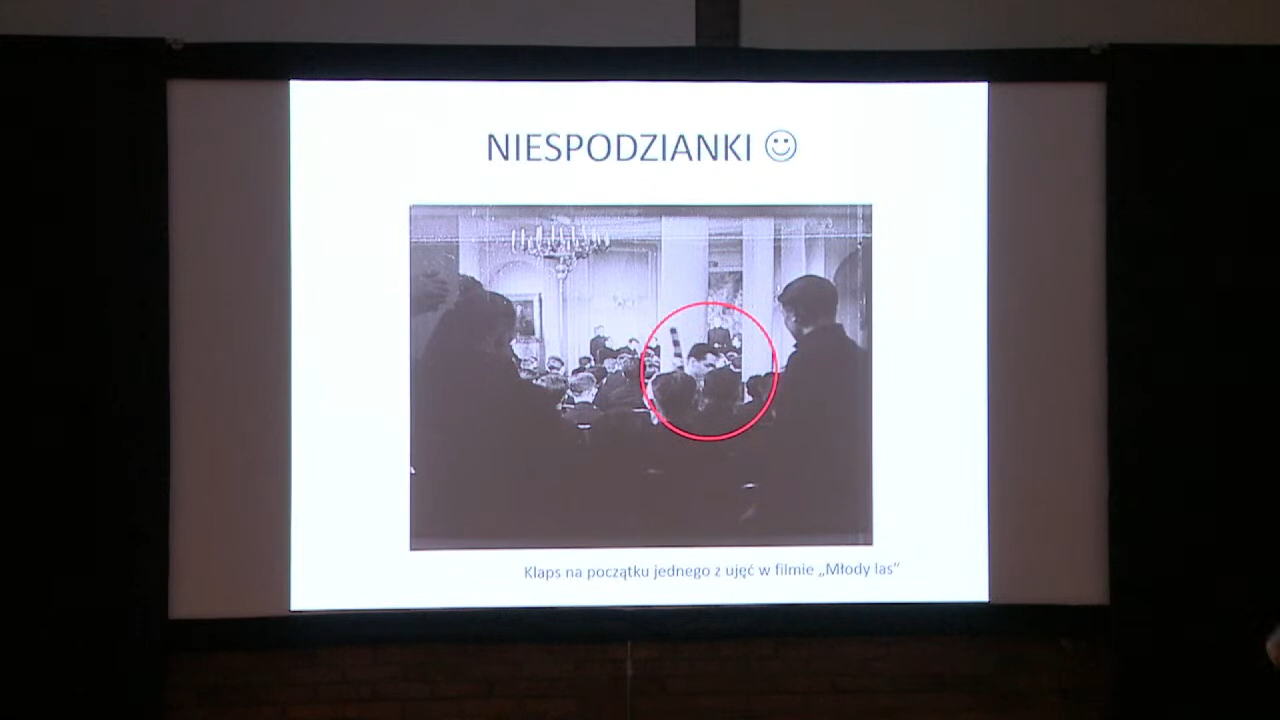 NIESPODZIANKI ☺
Klaps na początku jednego z ujęć w filmie „Młody las”